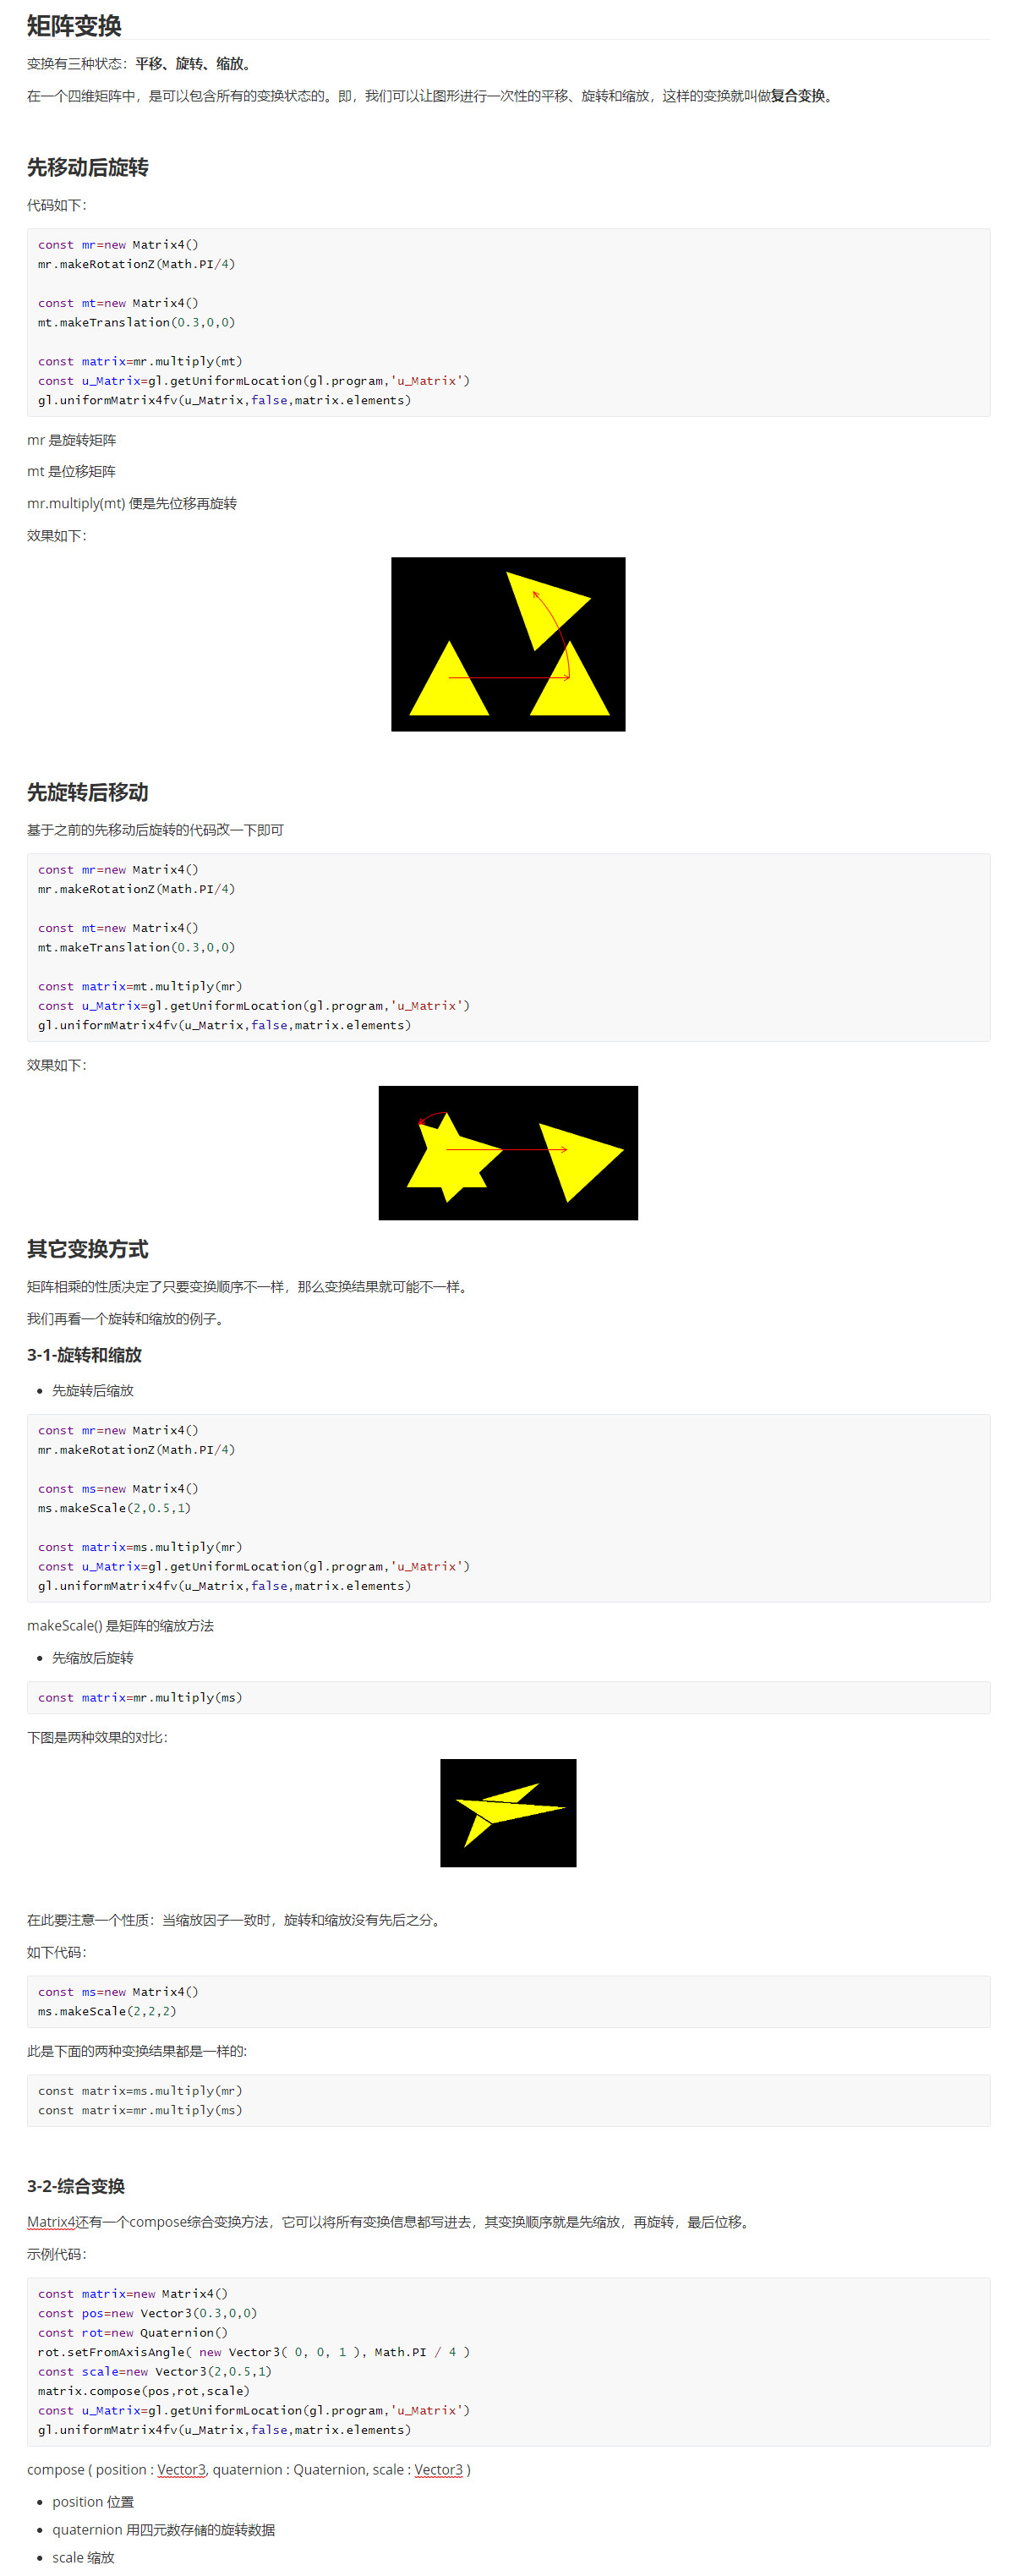 矩阵变换
变换有三种状态：平移、旋转、缩放。
在一个四维矩阵中，是可以包含所有的变换状态的。即，我们可以让图形进行一次性的平移、旋转和缩放，这样的变换就叫做复合变换。
先移动后旋转
代码如下：
const mr=new Matrix4()
mr.makeRotationZ(Math.PI/4)
const mt=new Matrix4()
mt.makeTranslation(0.3,0,0)
const matrix=mr.multiply(mt)
const u_Matrix=gl.getUniformLocation(gl.program,'u_Matrix')
gl.uniformMatrix4fv(u_Matrix,false,matrix.elements)
mr 是旋转矩阵
mt 是位移矩阵
mr.multiply(mt) 便是先位移再旋转
效果如下：
先旋转后移动
基于之前的先移动后旋转的代码改一下即可
const mr=new Matrix4()
mr.makeRotationZ(Math.PI/4)
const mt=new Matrix4()
mt.makeTranslation(0.3,0,0)
const matrix=mt.multiply(mr)
const u_Matrix=gl.getUniformLocation(gl.program,'u_Matrix')
gl.uniformMatrix4fv(u_Matrix,false,matrix.elements)
效果如下：
其它变换方式
矩阵相乘的性质决定了只要变换顺序不一样，那么变换结果就可能不一样。
我们再看一个旋转和缩放的例子。
3-1-旋转和缩放
• 先旋转后缩放
const mr=new Matrix4()
mr.makeRotationZ(Math.PI/4)
const ms=new Matrix4()
ms.makeScale(2,0.5,1)
const matrix=ms.multiply(mr)
const u_Matrix=gl.getUniformLocation(gl.program,'u_Matrix')
gl.uniformMatrix4fv(u_Matrix,false,matrix.elements)
makeScale() 是矩阵的缩放方法
• 先缩放后旋转
const matrix=mr.multiply(ms)
下图是两种效果的对比：
在此要注意一个性质：当缩放因子一致时，旋转和缩放没有先后之分。
如下代码：
const ms=new Matrix4()
ms.makeScale(2,2,2)
此是下面的两种变换结果都是一样的:
const matrix=ms.multiply(mr)
const matrix=mr.multiply(ms)
3-2-综合变换
Matrix4还有一个compose综合变换方法，它可以将所有变换信息都写进去，其变换顺序就是先缩放，再旋转，最后位移。
示例代码：
const matrix=new Matrix4()
const pos=new Vector3(0.3,0,0)
const rot=new Quaternion()
rot.setFromAxisAngle( new Vector3( 0, 0, 1 ), Math.PI / 4 )
const scale=new Vector3(2,0.5,1)
matrix.compose(pos,rot,scale)
const u_Matrix=gl.getUniformLocation(gl.program,'u_Matrix')
gl.uniformMatrix4fv(u_Matrix,false,matrix.elements)
compose ( position : Vector3, quaternion : Quaternion, scale : Vector3 )
• position 位置
• quaternion 用四元数存储的旋转数据
• scale 缩放